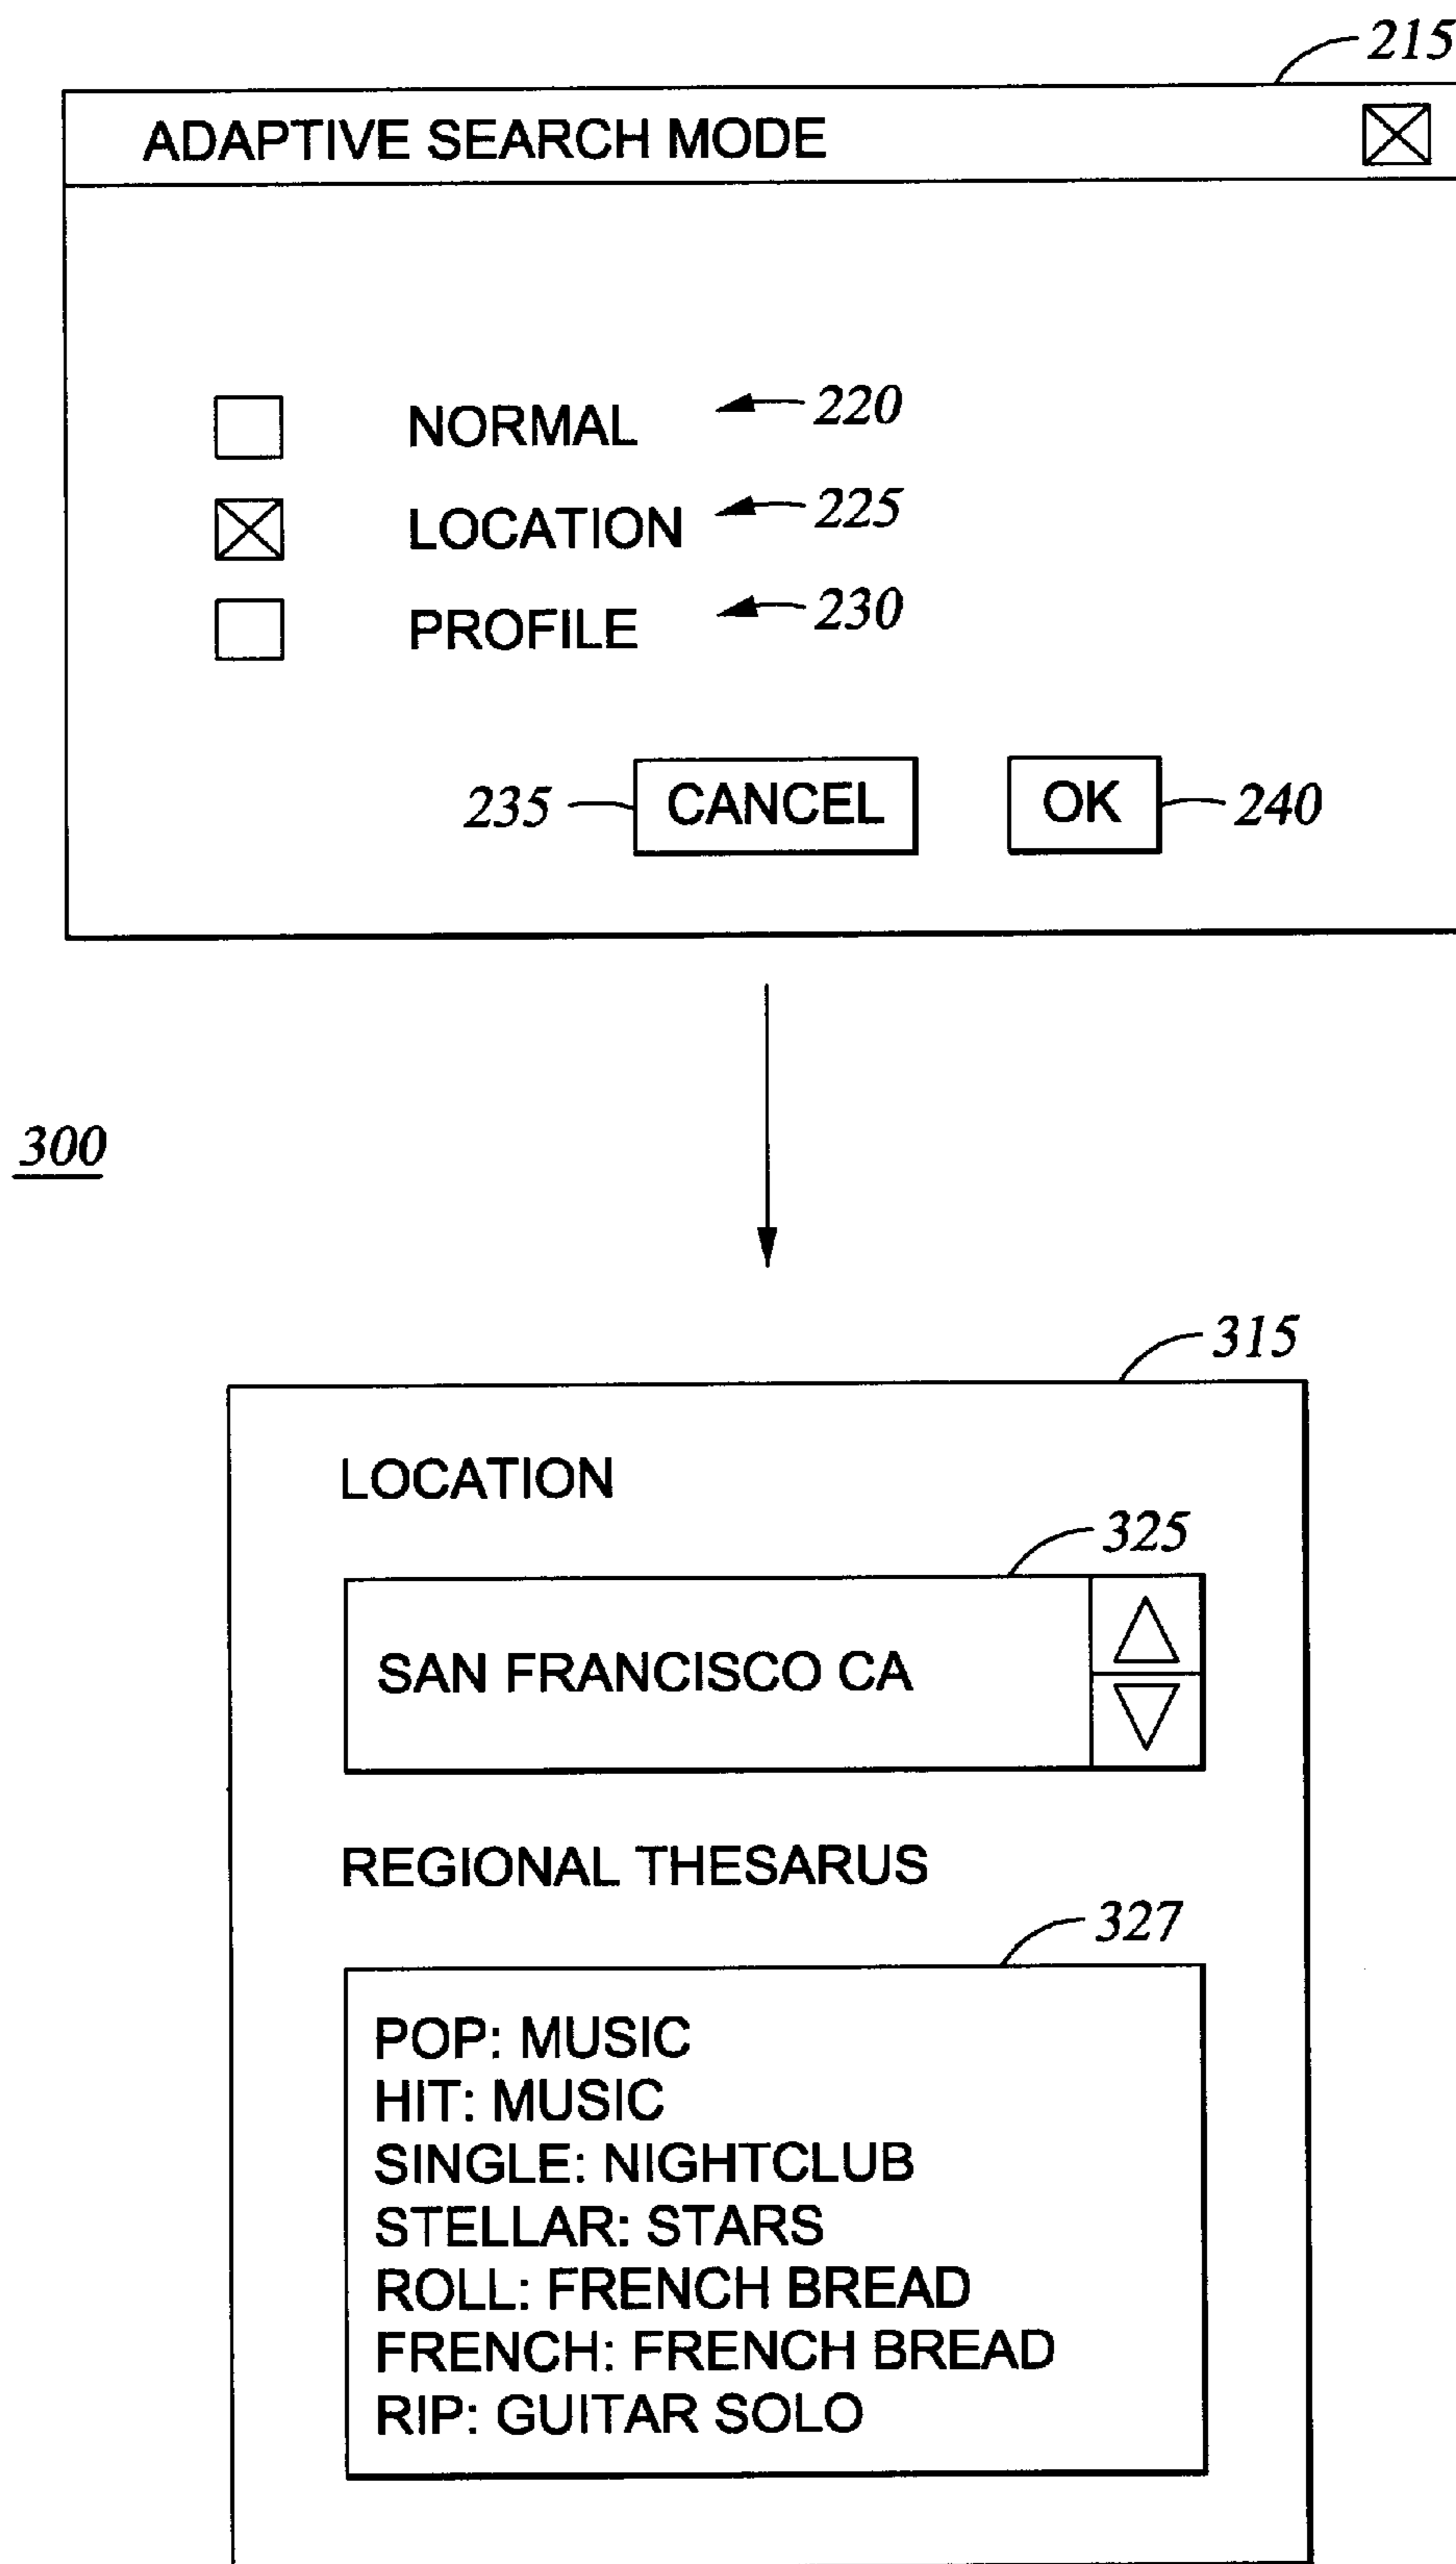 215
ADAPTIVE SEARCH MODE
NORMAL 220
LOCATION 225
PROFILE 230
235 CANCEL OK 240
300
315
LOCATION
325
SAN FRANCISCO CA
REGIONAL THESARUS
327
POP: MUSIC
HIT: MUSIC
SINGLE: NIGHTCLUB
STELLAR: STARS
ROLL: FRENCH BREAD
FRENCH: FRENCH BREAD
RIP: GUITAR SOLO